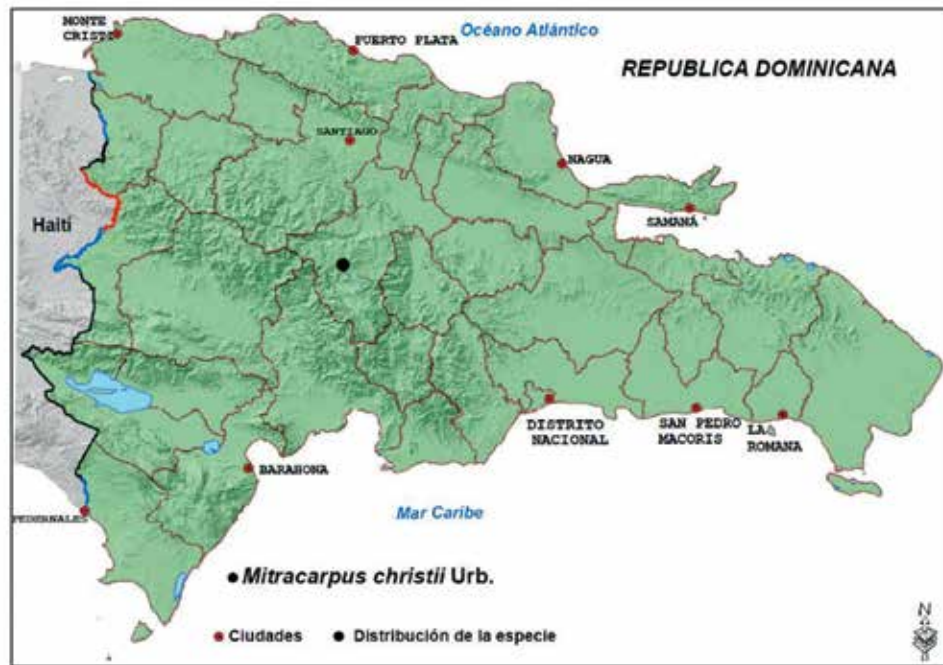 MONTE
CRISTI
PUERTO PLATA
Océano Atlántico
REPUBLICA DOMINICANA
SANTIAGO
NAGUA
SAMANÁ
Haití
DISTRITO
NACIONAL
SAN PEDRO
MACORIS
LA
ROMANA
BARAHONA
PEDERNALES
Mar Caribe
Mitracarpus christii Urb.
Ciudades
Distribución de la especie
N